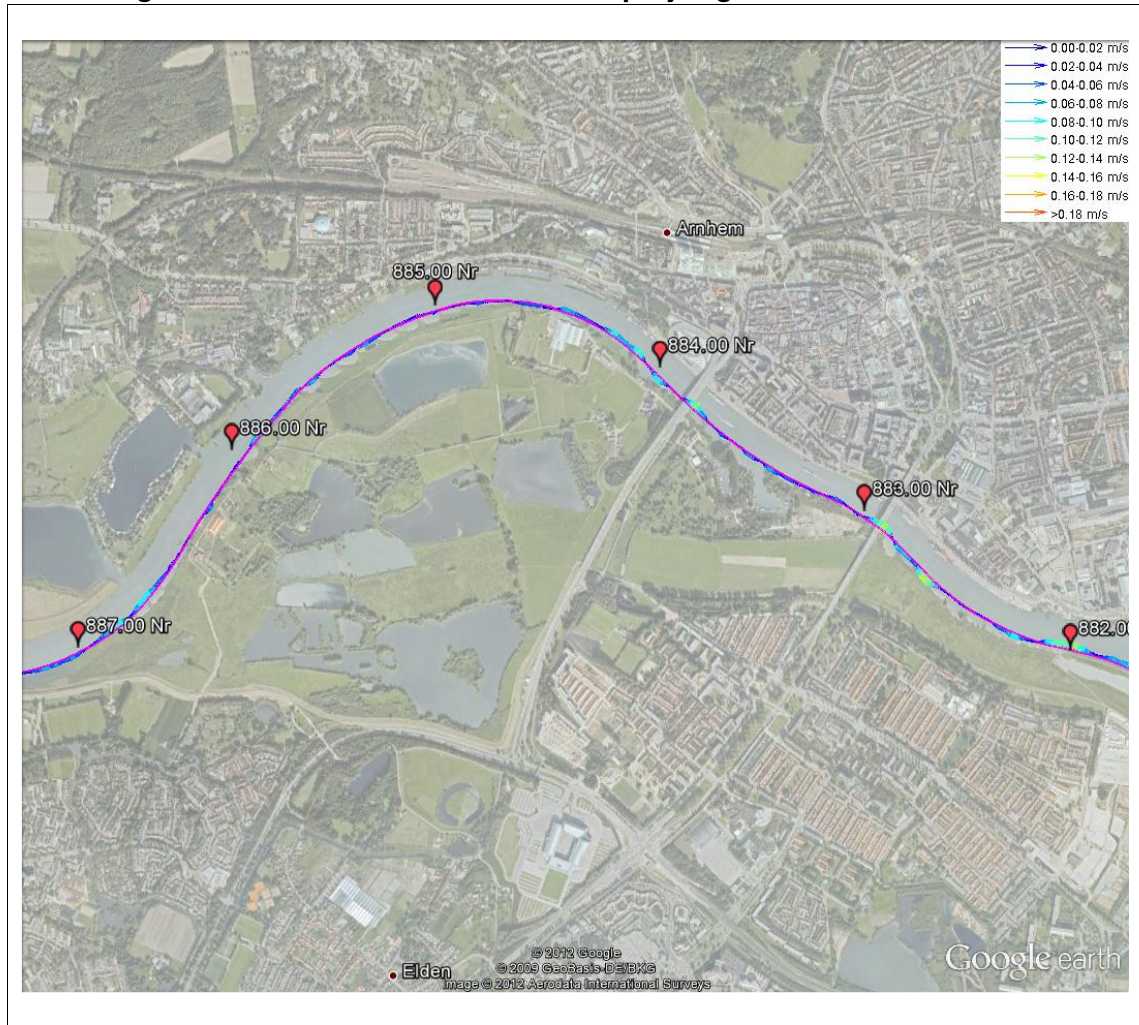 0.00-0.02 m/s
0.02-0.04 m/s
0.04-0.06 m/s
0.06-0.08 m/s
0.08-0.10 m/s
0.10-0.12 m/s
0.12-0.14 m/s
0.14-0.16 m/s
0.16-0.18 m/s
>0.18 m/s
Arnhem
885.00 Nr
884.00 Nr
886.00 Nr
883.00 Nr
887.00 Nr
882.0
Elden
© 2012 Google
© 2009 GeoBasis-DE/BKG
Image © 2012 Aerodata International Surveys
Google earth